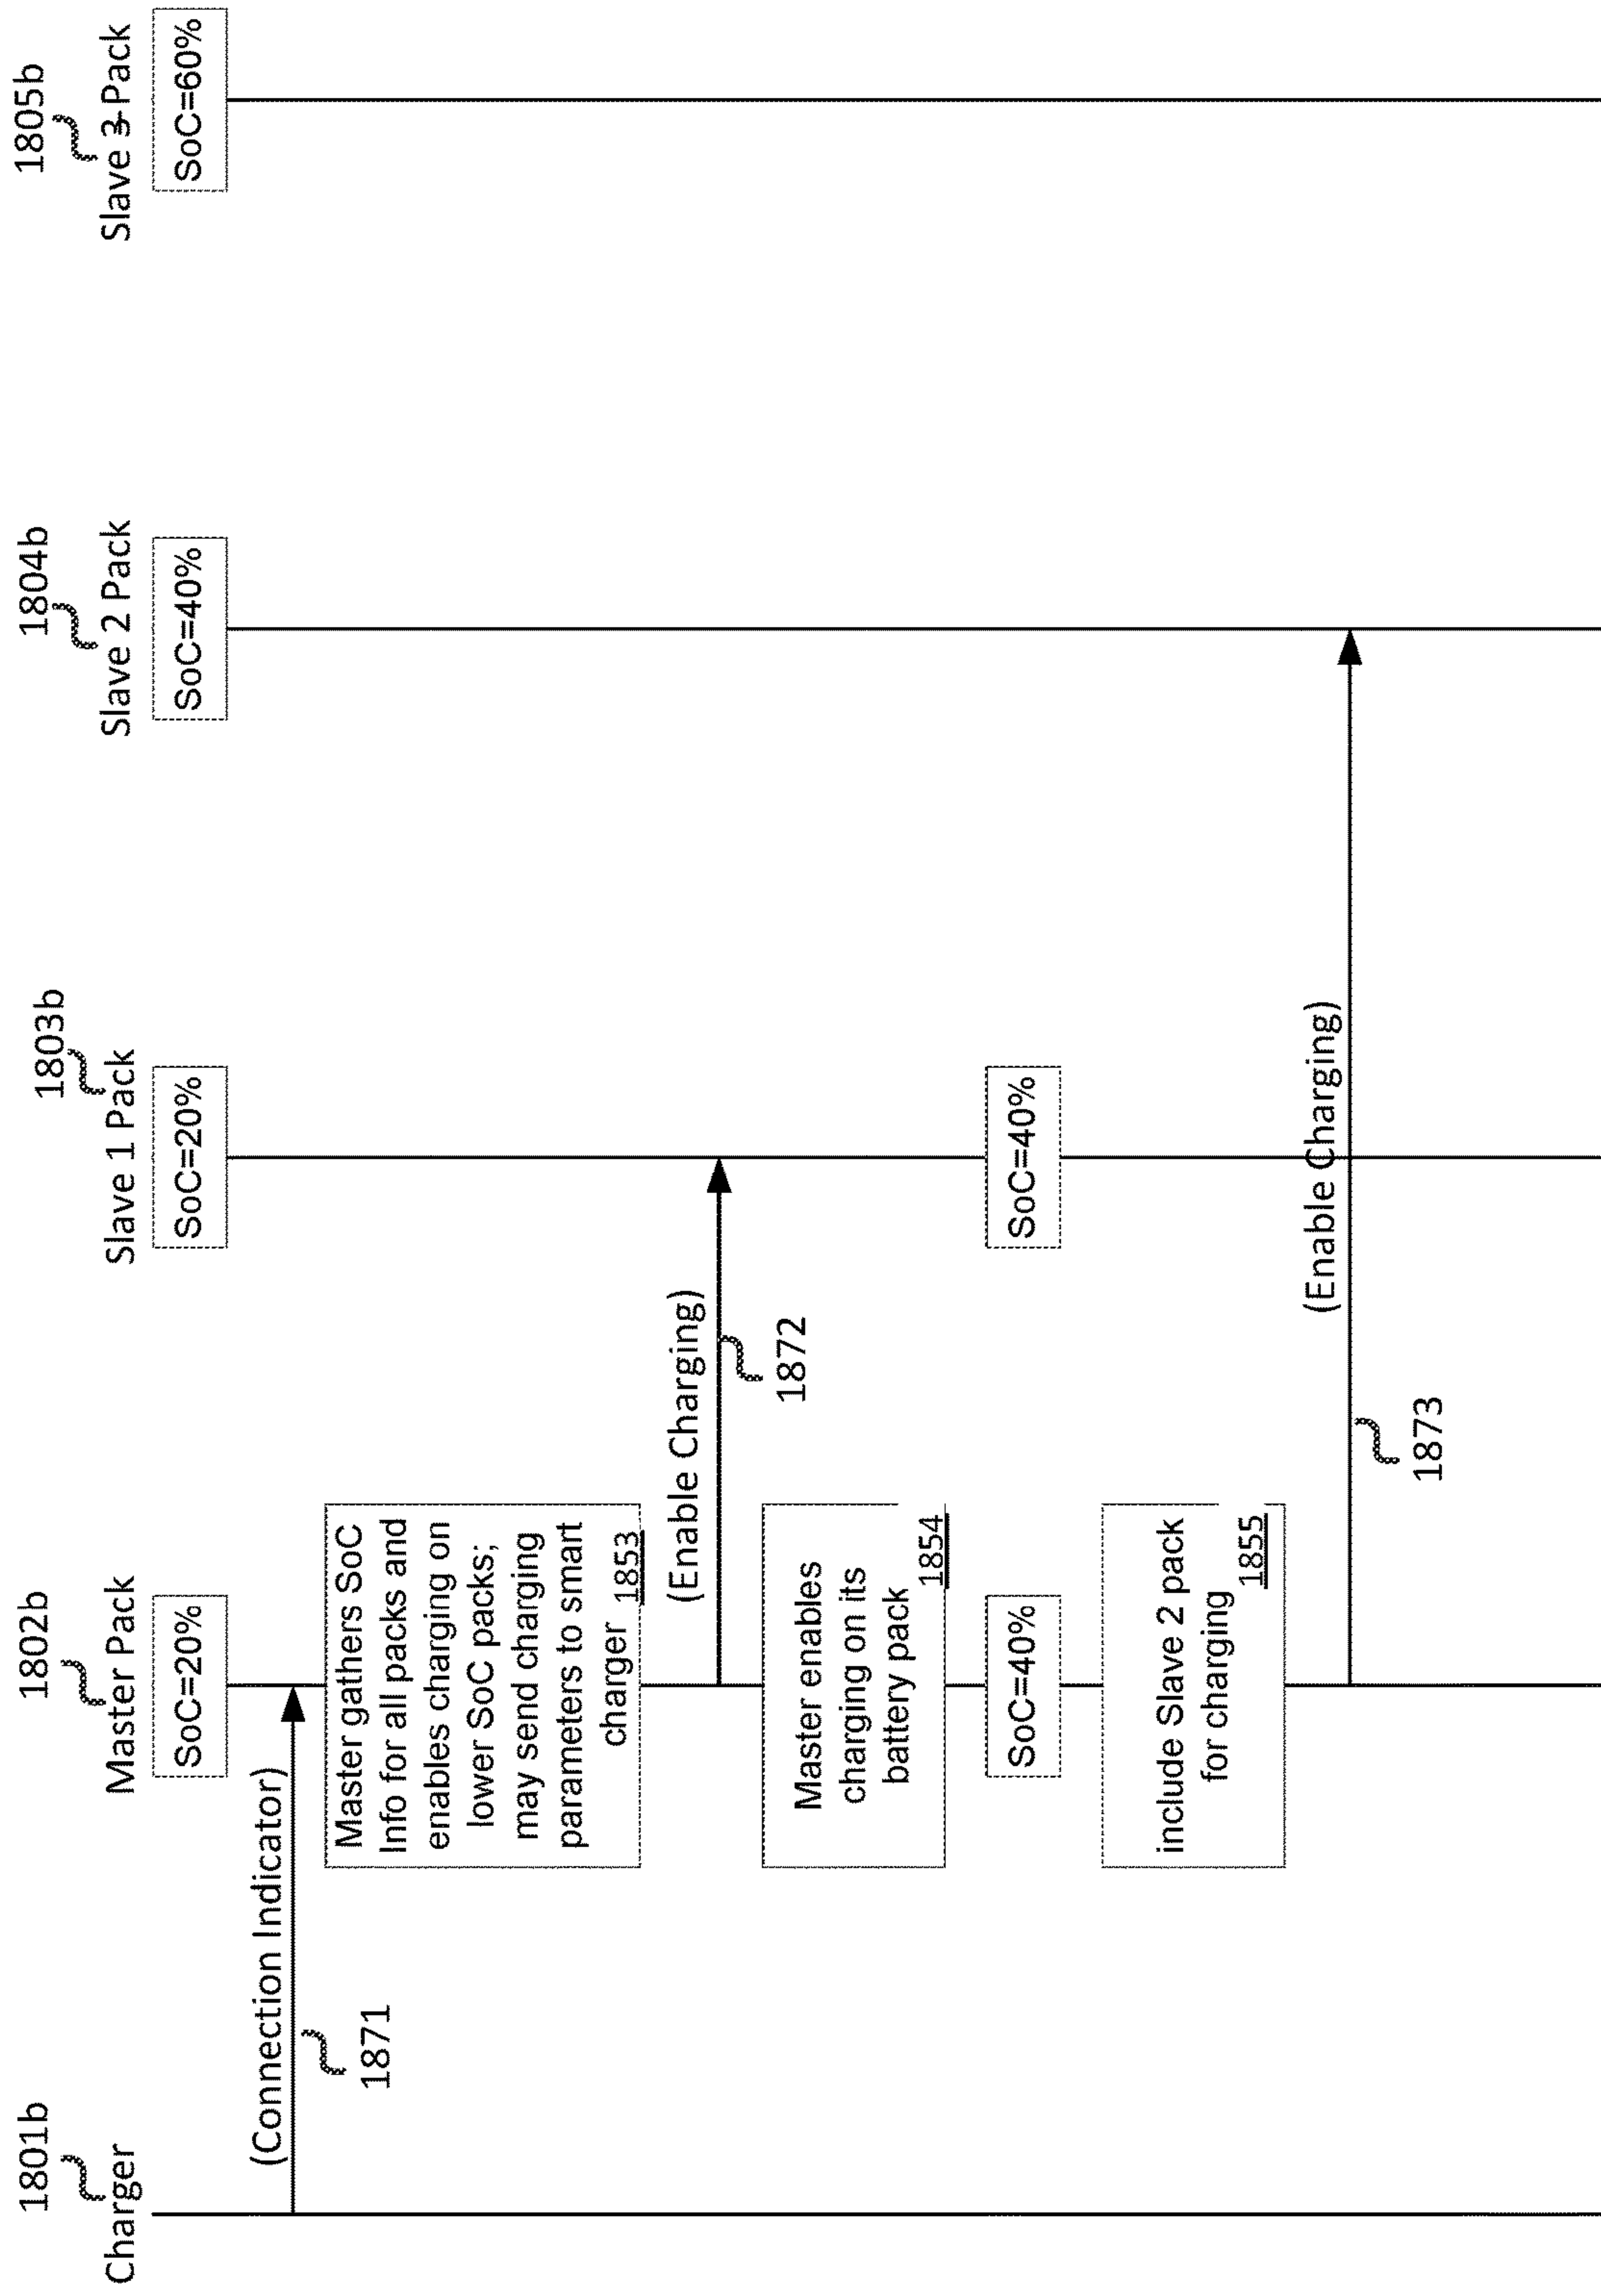 1801b
Charger
1802b
Master Pack
1803b
Slave 1 Pack
1804b
Slave 2 Pack
1805b
Slave 3 Pack
SoC=20%
SoC=20%
SoC=40%
SoC=60%
(Connection Indicator)
1871
Master gathers SoC
Info for all packs and
enables charging on
lower SoC packs;
may send charging
parameters to smart
charger 1853
(Enable Charging)
1872
Master enables
charging on its
battery pack
1854
SoC=40%
SoC=40%
include Slave 2 pack
for charging
1855
(Enable Charging)
1873